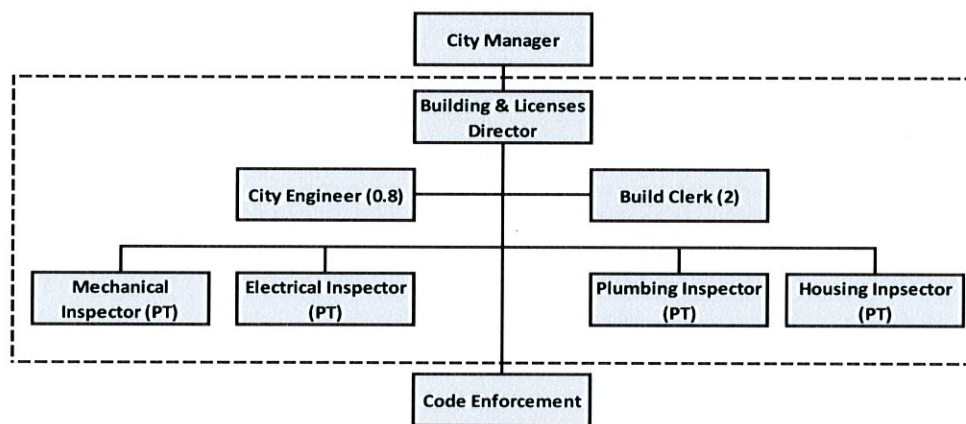 City Manager
Building & Licenses
Director
City Engineer (0.8)
Build Clerk (2)
Mechanical
Inspector (PT)
Electrical Inspector
(PT)
Plumbing Inspector
(PT)
Housing Inpsector
(PT)
Code Enforcement